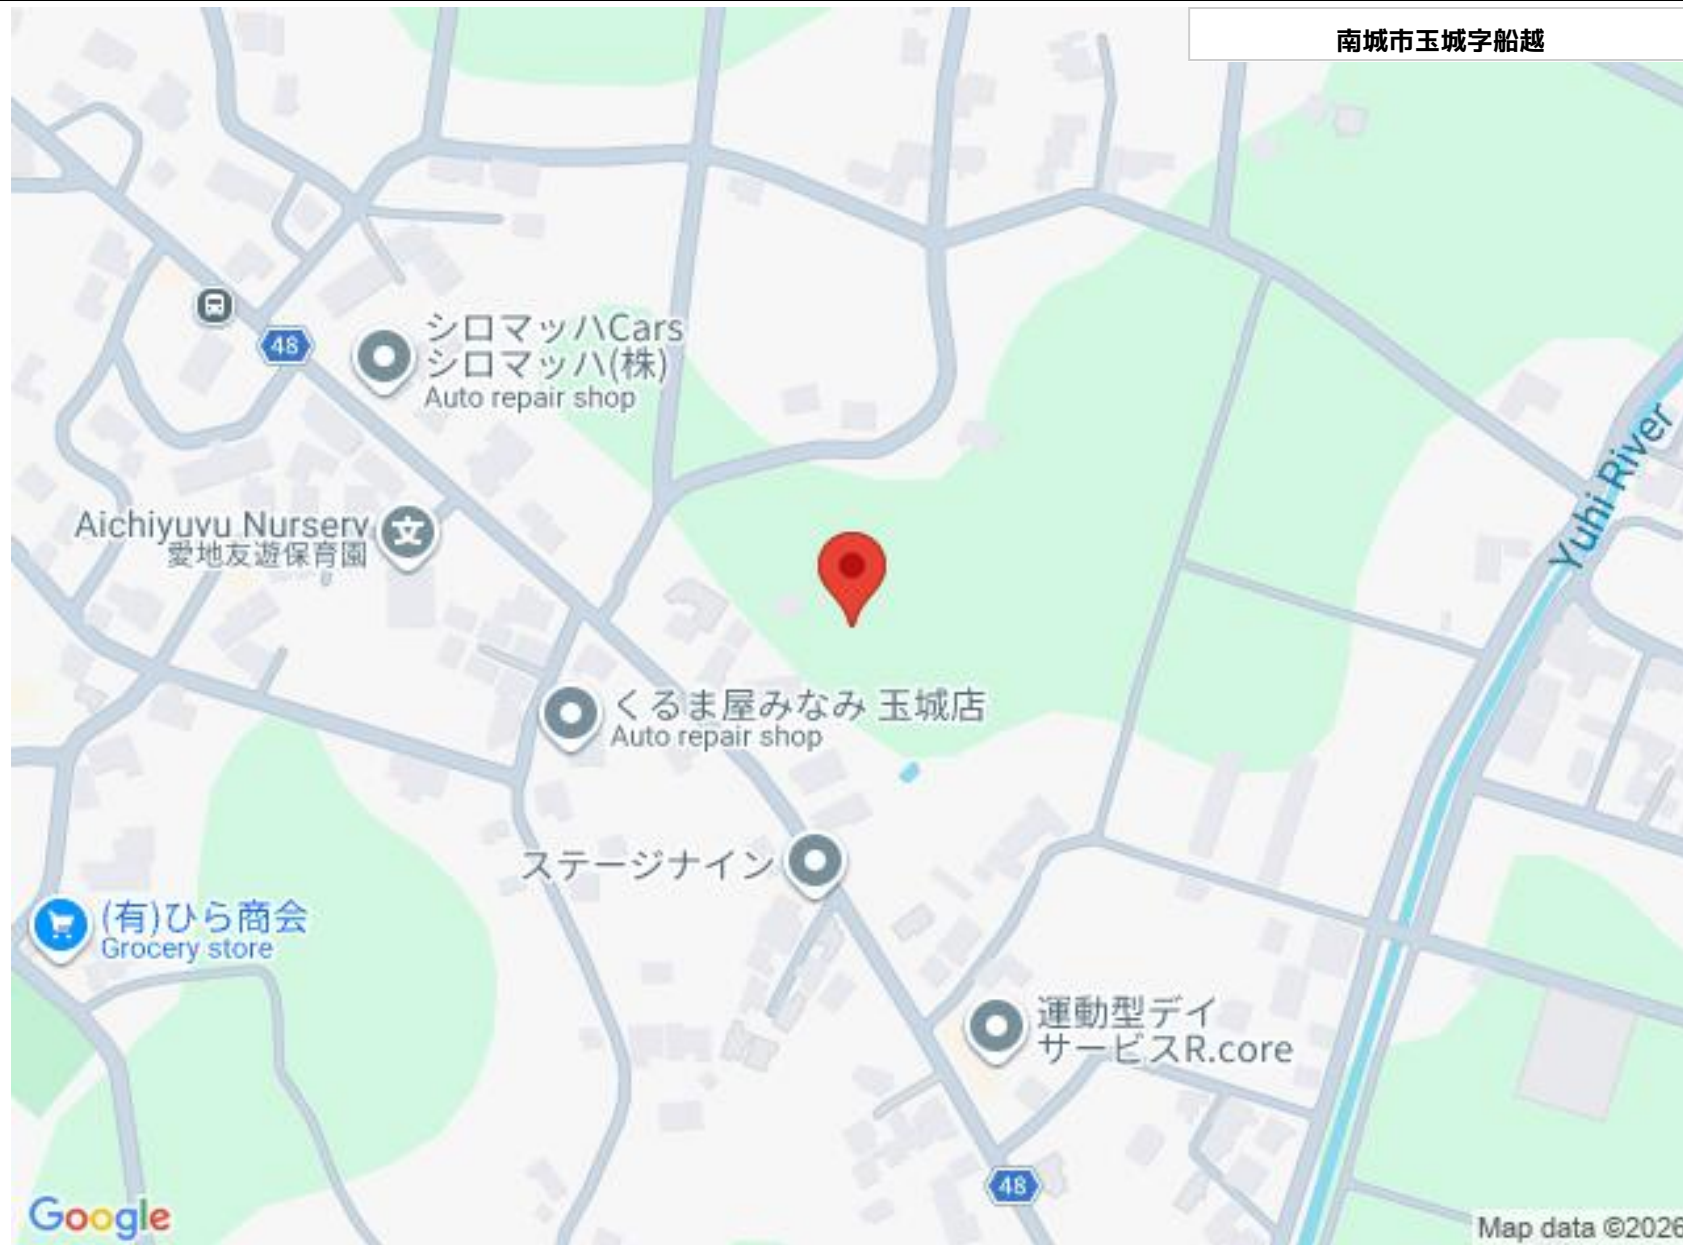 南城市玉城字船越
シロマッハCars
シロマッハ(株)
Auto repair shop
48
Aichiyuvu Nurserv
愛地友遊保育園
文
Yuhi River
くるま屋みなみ 玉城店
Auto repair shop
ステージナイン
(有)ひら商会
Grocery store
運動型デイ
サービスR.core
48
Google
Map data ©2026